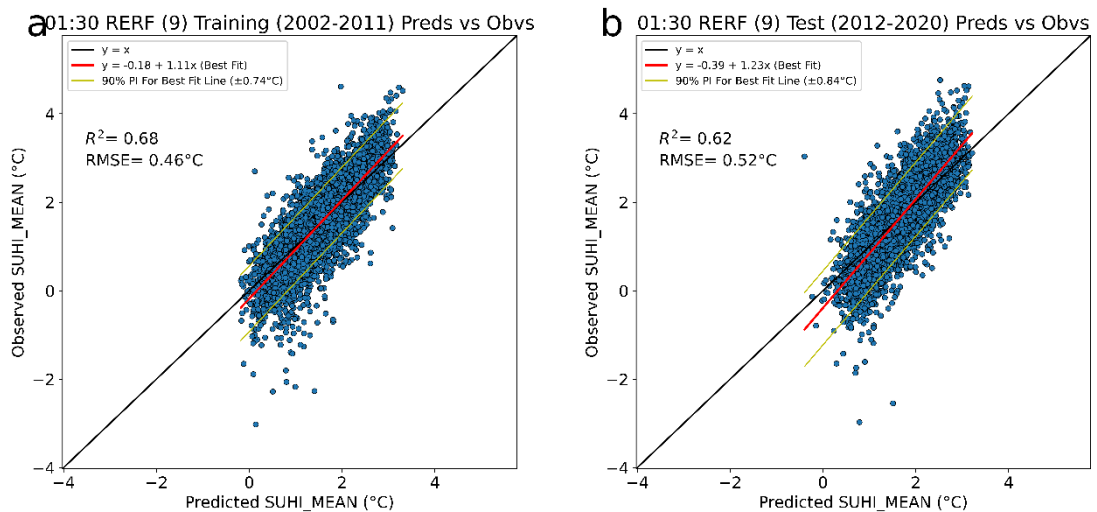 a
01:30 RERF (9) Training (2002-2011) Preds vs Obvs
y = x
y = -0.18 + 1.11x (Best Fit)
90% PI For Best Fit Line (±0.74°C)
R²= 0.68
RMSE= 0.46°C
Observed SUHI_MEAN (°C)
4
2
0
−2
−4
−4
−2
0
2
4
Predicted SUHI_MEAN (°C)
b
01:30 RERF (9) Test (2012-2020) Preds vs Obvs
y = x
y = -0.39 + 1.23x (Best Fit)
90% PI For Best Fit Line (±0.84°C)
R²= 0.62
RMSE= 0.52°C
Observed SUHI_MEAN (°C)
4
2
0
−2
−4
−4
−2
0
2
4
Predicted SUHI_MEAN (°C)